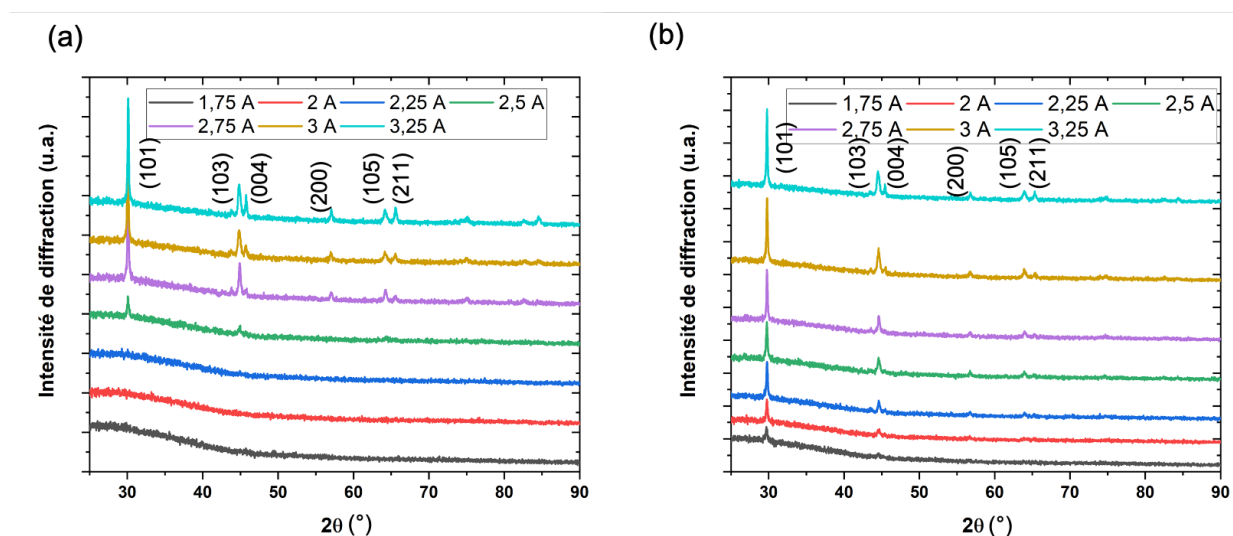 (a)
1,75 A 2 A 2,25 A 2,5 A
2,75 A 3 A 3,25 A
(101)
(103)
(004)
(200)
(105)
(211)
Intensité de diffraction (u.a.)
30 40 50 60 70 80 90
2θ (°)
(b)
1,75 A 2 A 2,25 A 2,5 A
2,75 A 3 A 3,25 A
(101)
(103)
(004)
(200)
(105)
(211)
Intensité de diffraction (u.a.)
30 40 50 60 70 80 90
2θ (°)